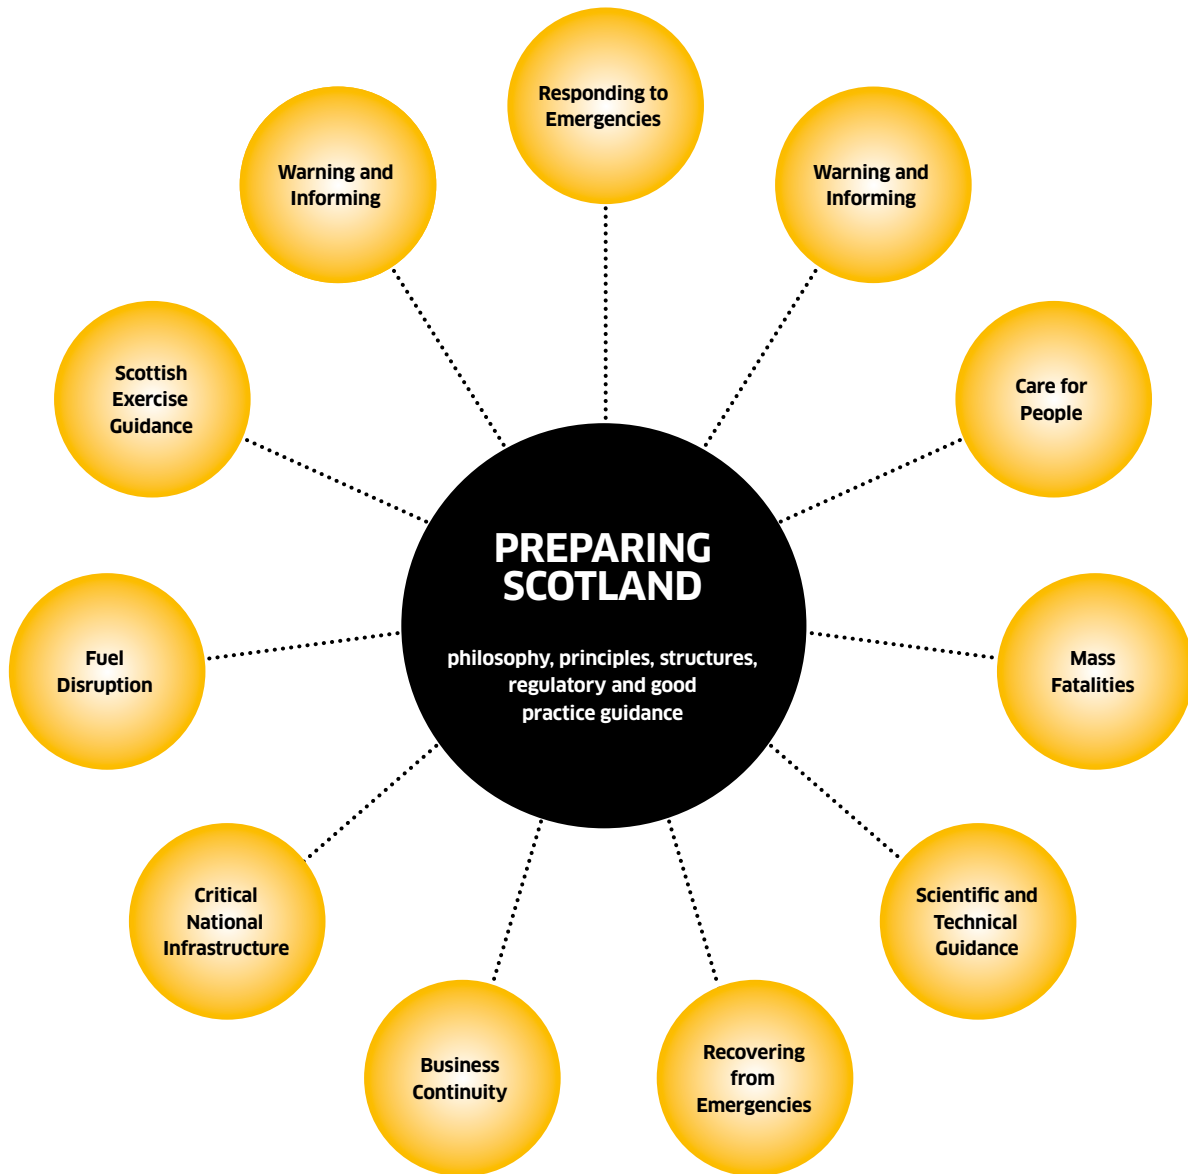 Responding to
Emergencies
Warning and
Informing
Warning and
Informing
Scottish
Exercise
Guidance
Care for
People
PREPARING
SCOTLAND
philosophy, principles, structures,
regulatory and good
practice guidance
Fuel
Disruption
Mass
Fatalities
Critical
National
Infrastructure
Scientific and
Technical
Guidance
Business
Continuity
Recovering
from
Emergencies